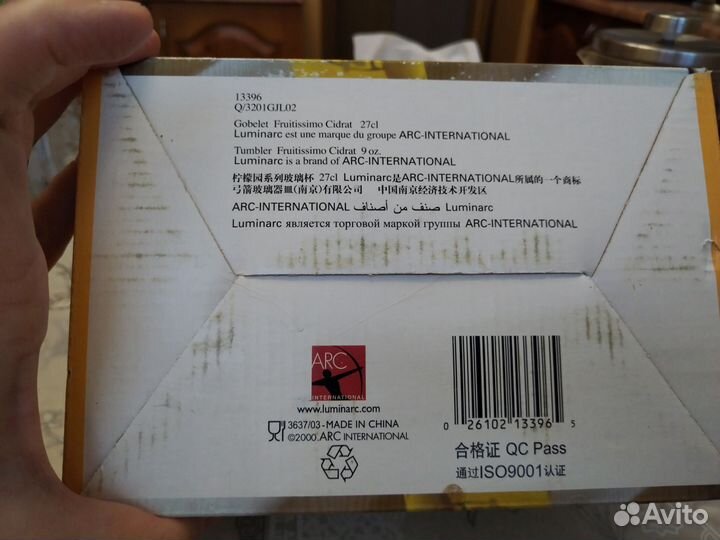 13396
Q/3201GJL02
Gobelet Fruitissimo Cidrat 27cl
Luminarc est une marque du groupe ARC-INTERNATIONAL
Tumbler Fruitissimo Cidrat 9 oz.
Luminarc is a brand of ARC-INTERNATIONAL
柠檬园系列玻璃杯 27cl Luminarc是ARC-INTERNATIONAL所属的一个商标
弓箭玻璃器皿(南京)有限公司 中国南京经济技术开发区
ARC-INTERNATIONAL صنف من أصناف Luminarc
Luminarc является торговой маркой группы ARC-INTERNATIONAL
ARC
INTERNATIONAL
www.luminarc.com
3637/03-MADE IN CHINA
©2000 ARC INTERNATIONAL
0 26102 13396 5
合格证 QC Pass
通过ISO9001认证
Avito